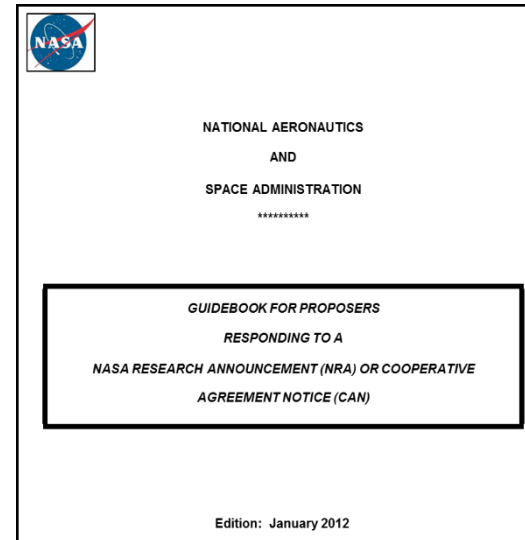 NASA
NATIONAL AERONAUTICS
AND
SPACE ADMINISTRATION
**********
GUIDEBOOK FOR PROPOSERS
RESPONDING TO A
NASA RESEARCH ANNOUNCEMENT (NRA) OR COOPERATIVE
AGREEMENT NOTICE (CAN)
Edition: January 2012